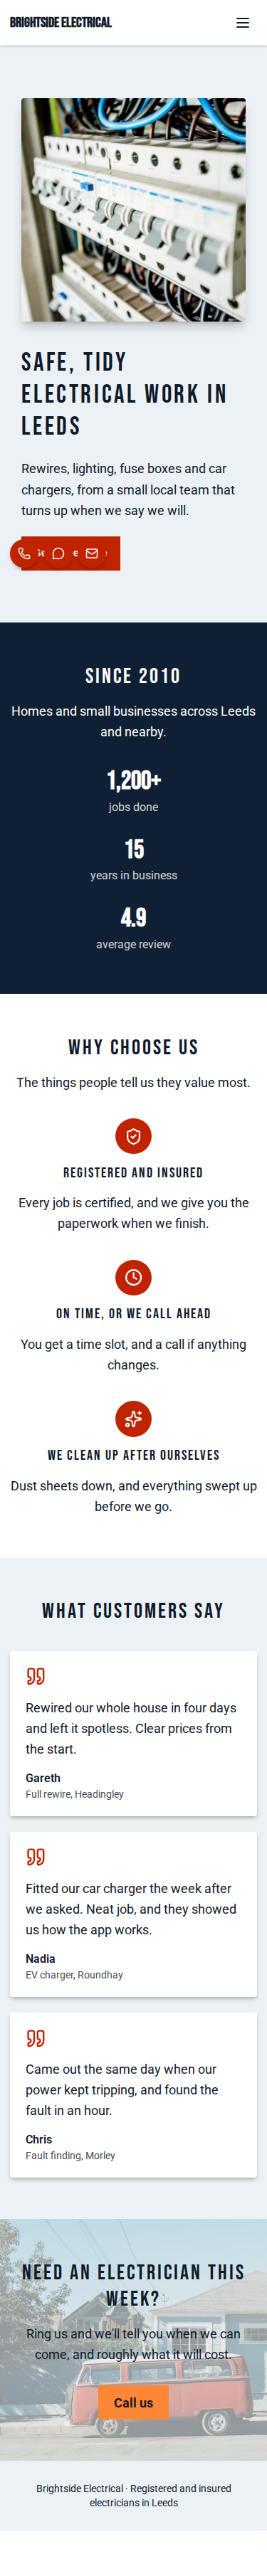 BRIGHTSIDE ELECTRICAL
SAFE, TIDY
ELECTRICAL WORK IN
LEEDS
Rewires, lighting, fuse boxes and car
chargers, from a small local team that
turns up when we say we will.
SINCE 2010
Homes and small businesses across Leeds
and nearby.
1,200+
jobs done
15
years in business
4.9
average review
WHY CHOOSE US
The things people tell us they value most.
REGISTERED AND INSURED
Every job is certified, and we give you the
paperwork when we finish.
ON TIME, OR WE CALL AHEAD
You get a time slot, and a call if anything
changes.
WE CLEAN UP AFTER OURSELVES
Dust sheets down, and everything swept up
before we go.
WHAT CUSTOMERS SAY
Rewired our whole house in four days
and left it spotless. Clear prices from
the start.
Gareth
Full rewire, Headingley
Fitted our car charger the week after
we asked. Neat job, and they showed
us how the app works.
Nadia
EV charger, Roundhay
Came out the same day when our
power kept tripping, and found the
fault in an hour.
Chris
Fault finding, Morley
NEED AN ELECTRICIAN THIS
WEEK?
Ring us and we'll tell you when we can
come, and roughly what it will cost.
Call us
Brightside Electrical · Registered and insured
electricians in Leeds